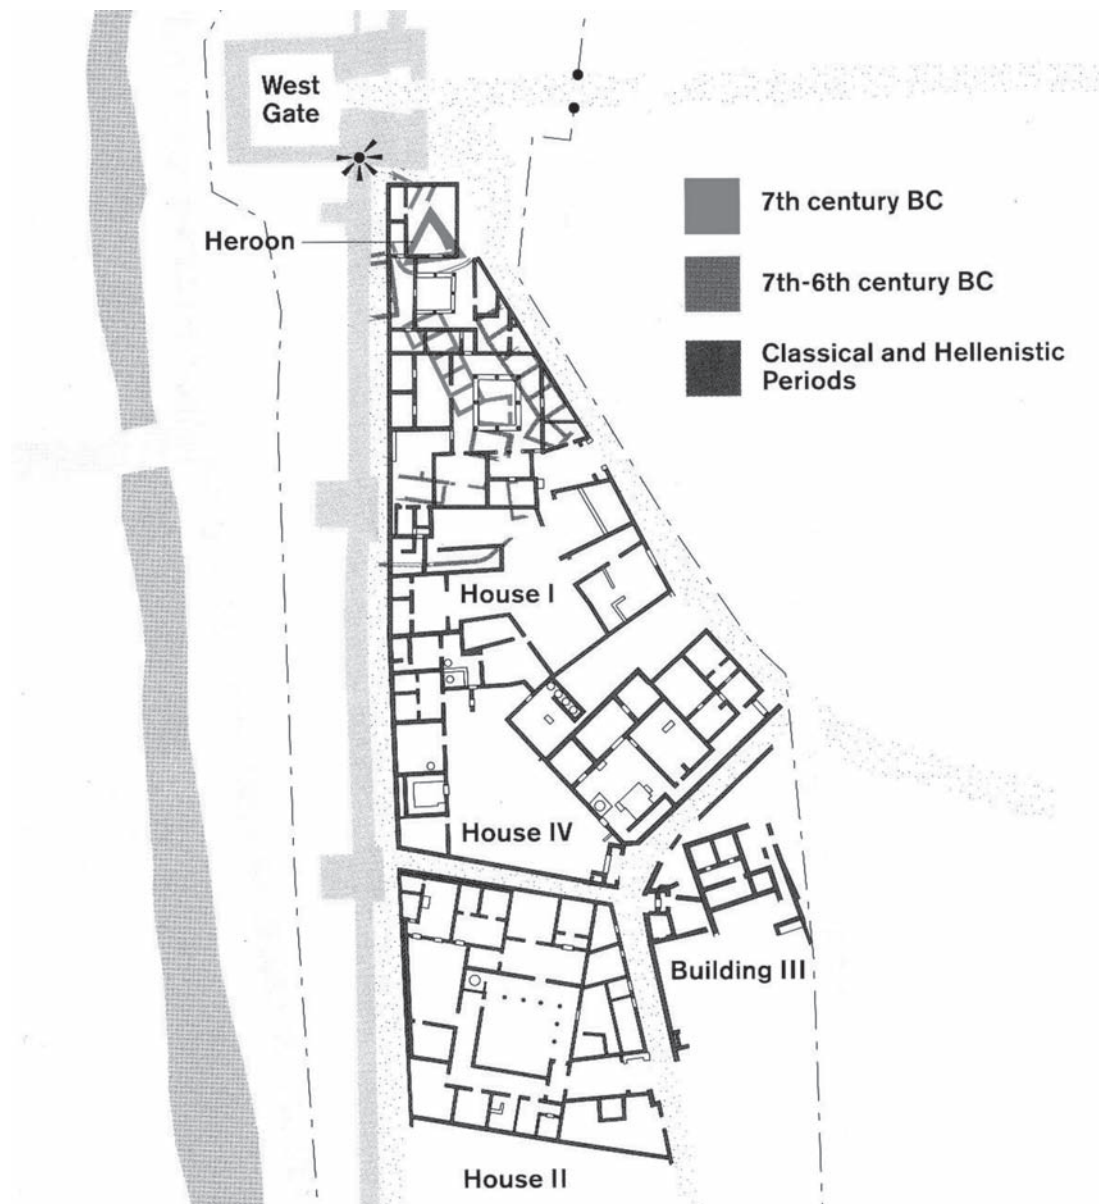 West
Gate
7th century BC
Heroon
7th-6th century BC
Classical and Hellenistic
Periods
House I
House IV
Building III
House II